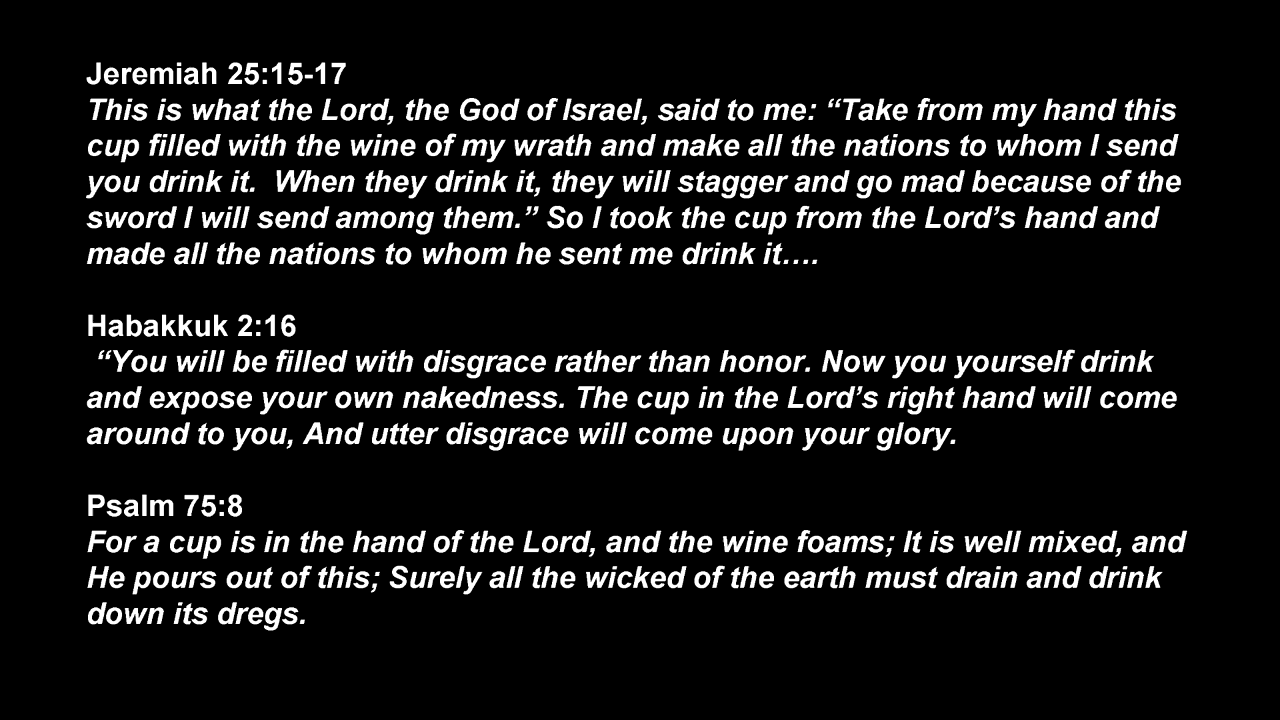 Jeremiah 25:15-17
This is what the Lord, the God of Israel, said to me: “Take from my hand this
cup filled with the wine of my wrath and make all the nations to whom I send
you drink it.  When they drink it, they will stagger and go mad because of the
sword I will send among them.” So I took the cup from the Lord’s hand and
made all the nations to whom he sent me drink it….
Habakkuk 2:16
“You will be filled with disgrace rather than honor. Now you yourself drink
and expose your own nakedness. The cup in the Lord’s right hand will come
around to you, And utter disgrace will come upon your glory.
Psalm 75:8
For a cup is in the hand of the Lord, and the wine foams; It is well mixed, and
He pours out of this; Surely all the wicked of the earth must drain and drink
down its dregs.